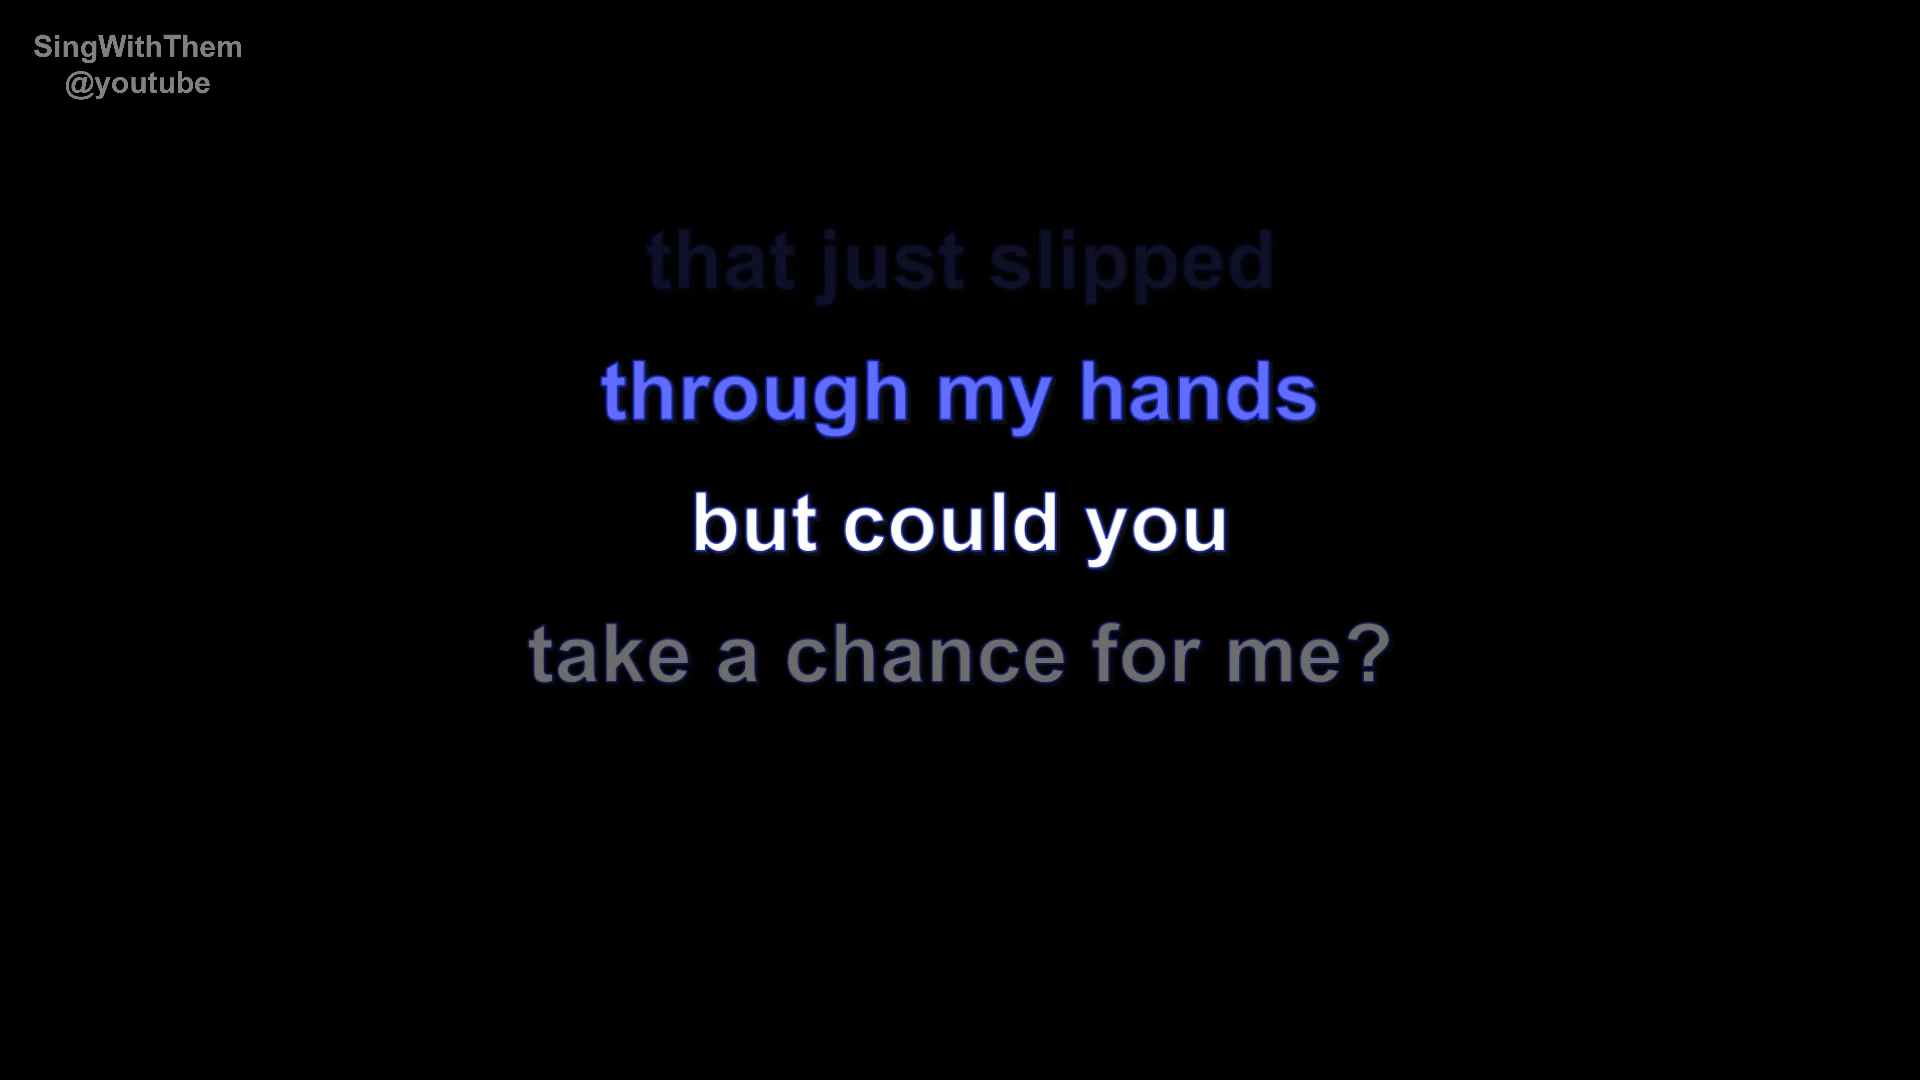 SingWithThem
@youtube
that just slipped
through my hands
but could you
take a chance for me?